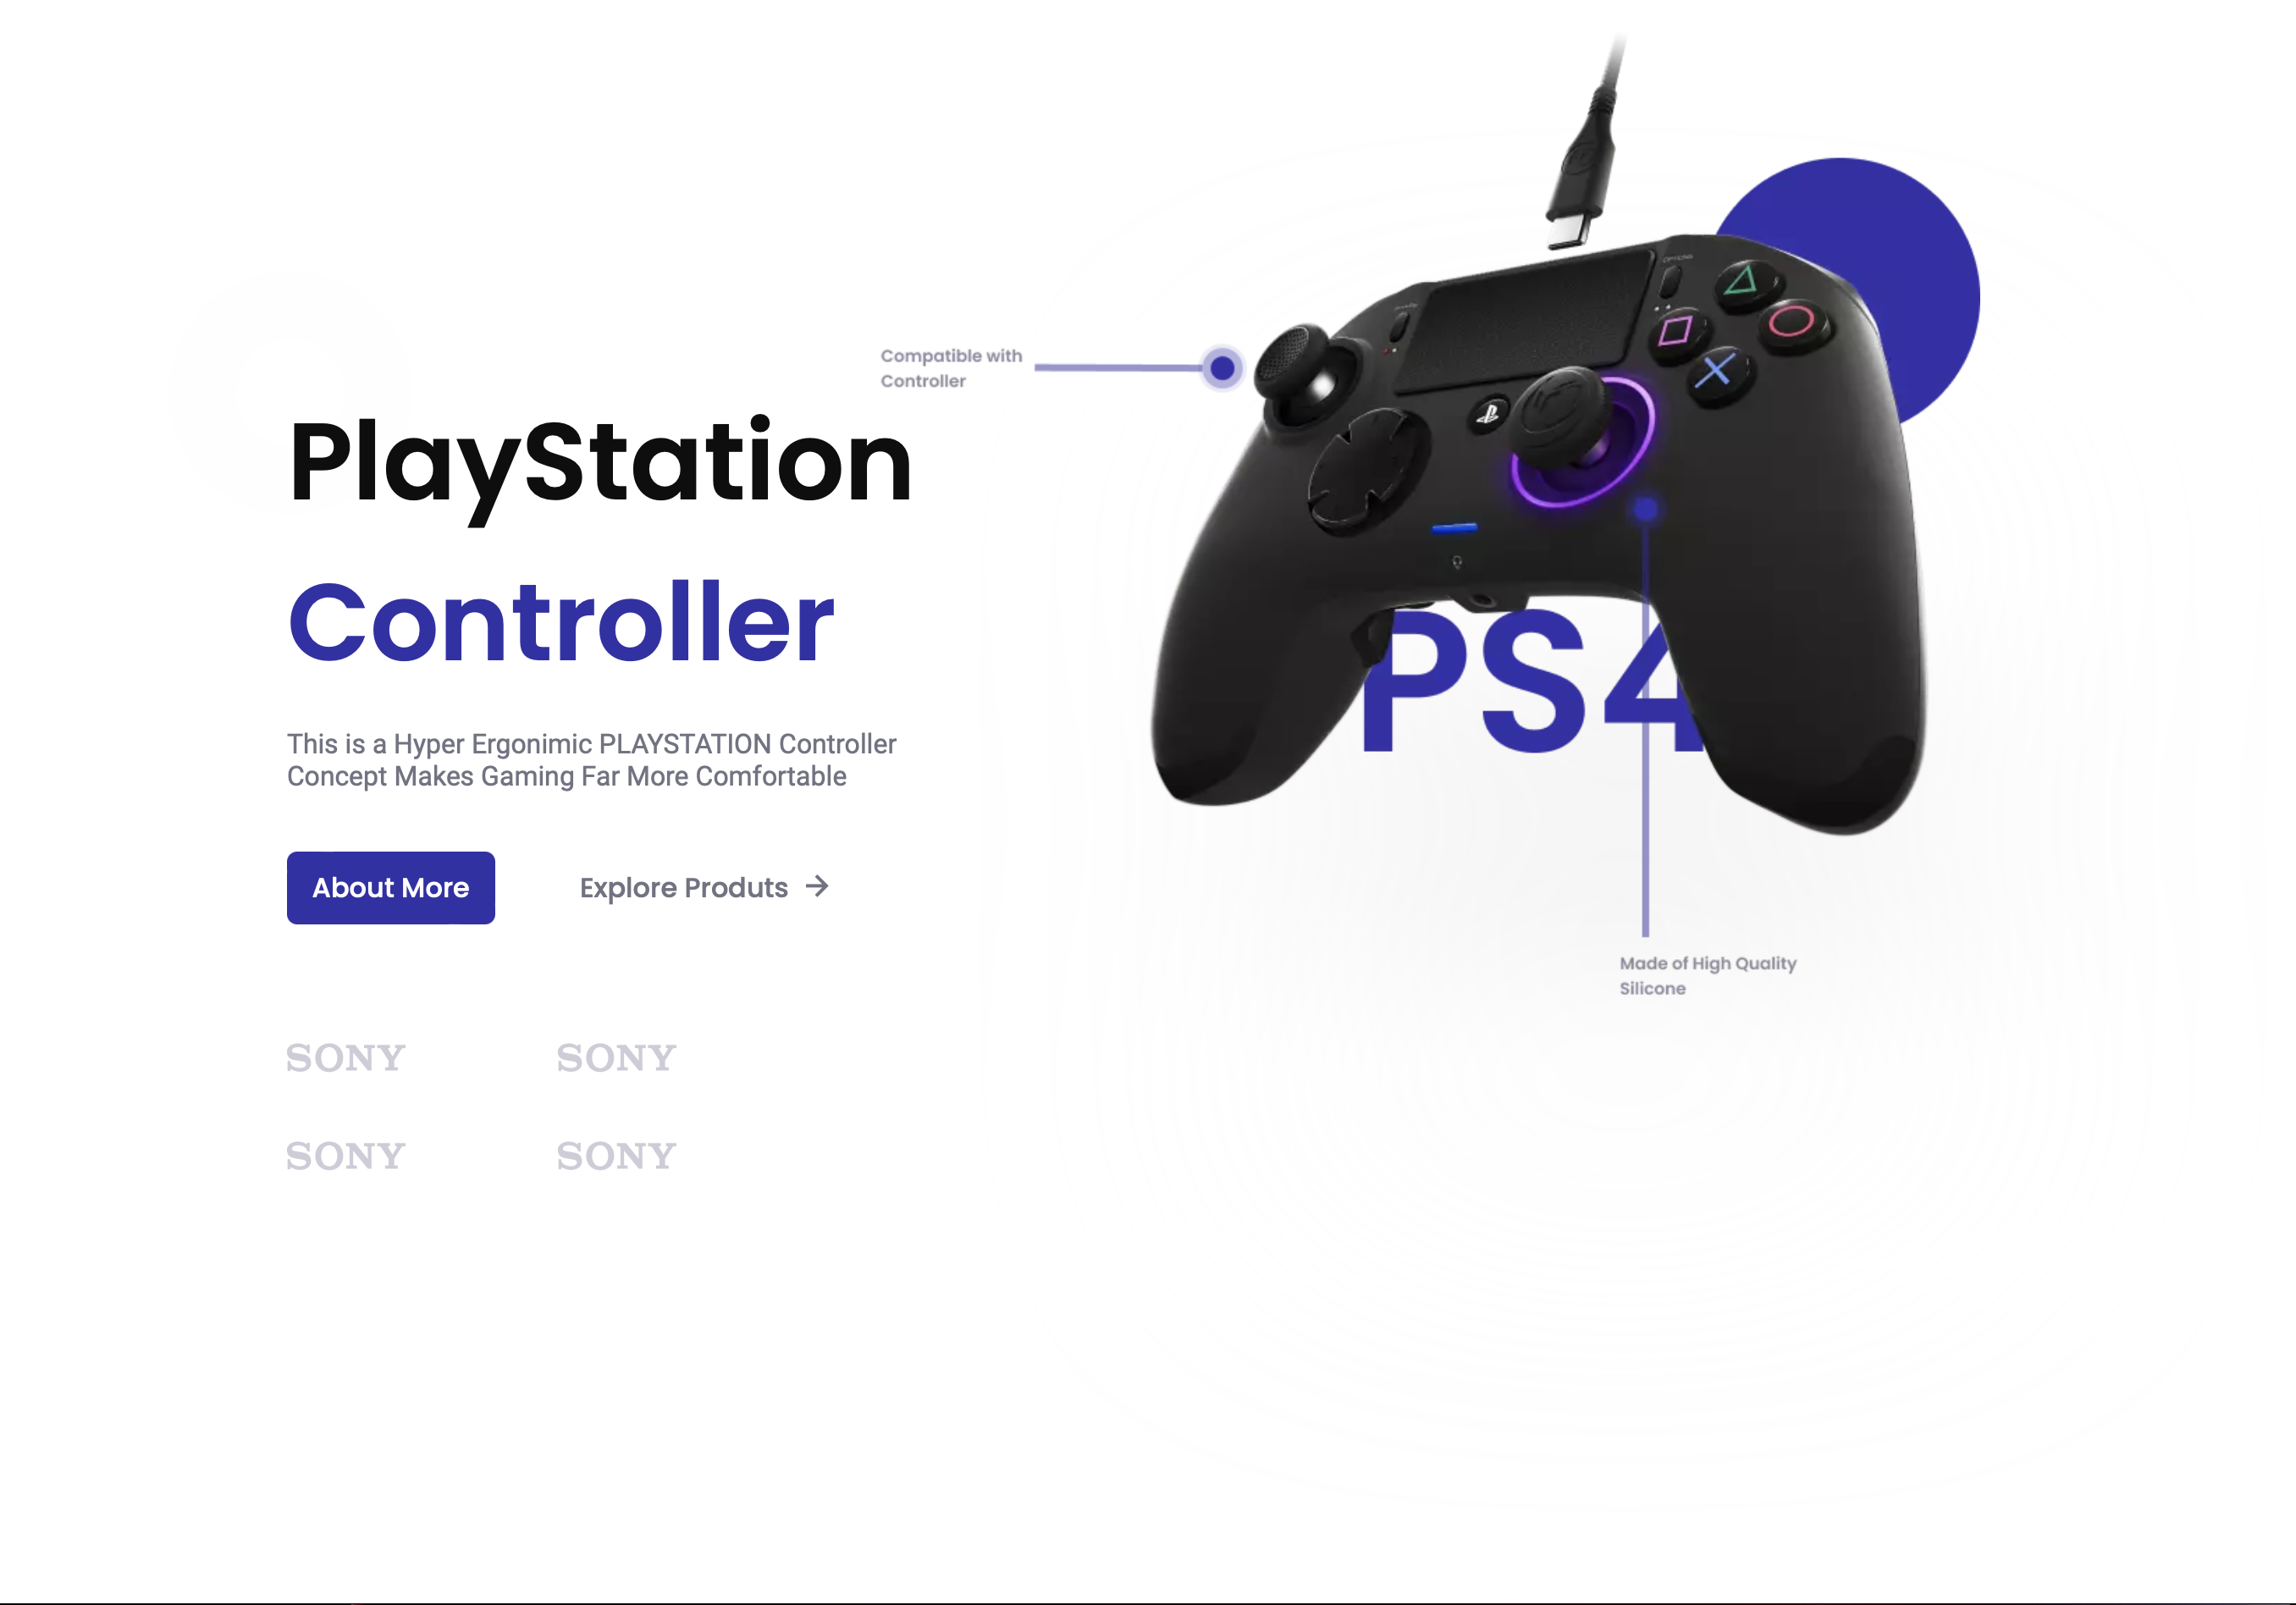 Compatible with
Controller
PlayStation
Controller
This is a Hyper Ergonimic PLAYSTATION Controller
Concept Makes Gaming Far More Comfortable
About More
Explore Produts
SONY
SONY
SONY
SONY
OPTIONS
PS4
Made of High Quality
Silicone